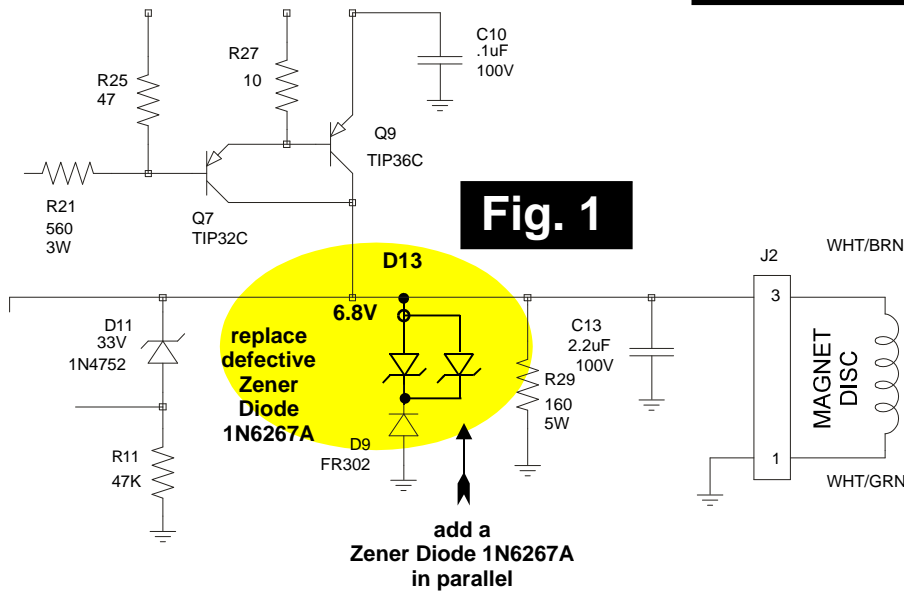 C10
.1uF
100V
R27
10
R25
47
Q9
TIP36C
R21
560
3W
Q7
TIP32C
Fig. 1
WHT/BRN
J2
D13
6.8V
3
D11
33V
1N4752
replace
defective
Zener
Diode
1N6267A
C13
2.2uF
100V
R29
160
5W
MAGNET
DISC
D9
FR302
R11
47K
1
WHT/GRN
add a
Zener Diode 1N6267A
in parallel